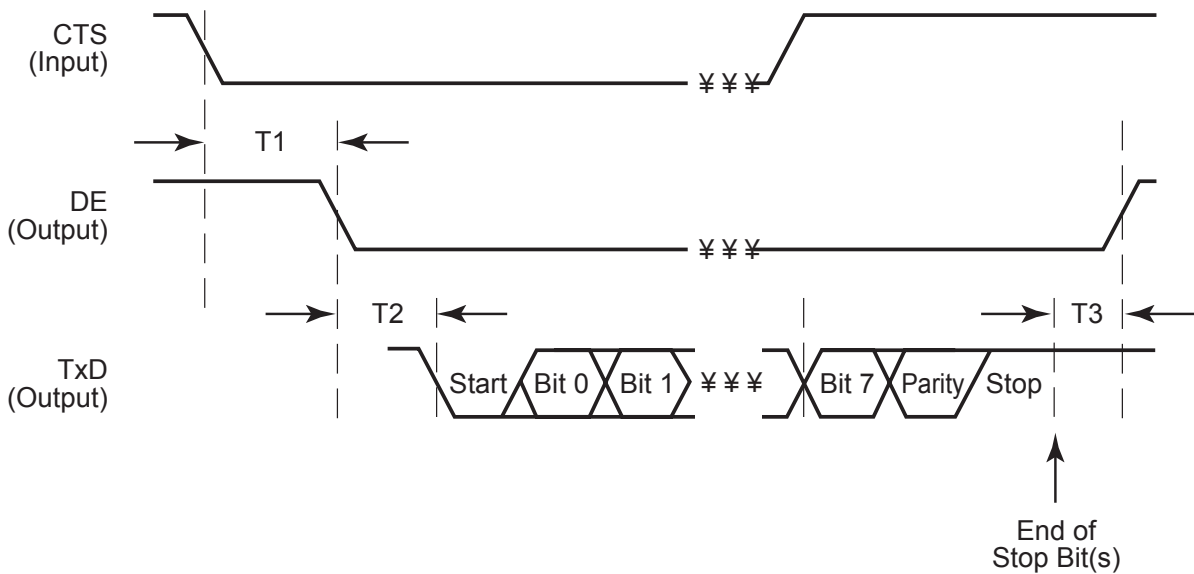 CTS
(Input)
¥ ¥ ¥
T1
DE
(Output)
¥ ¥ ¥
T2
T3
TxD
(Output)
Start
Bit 0
Bit 1
¥ ¥ ¥
Bit 7
Parity
Stop
End of
Stop Bit(s)